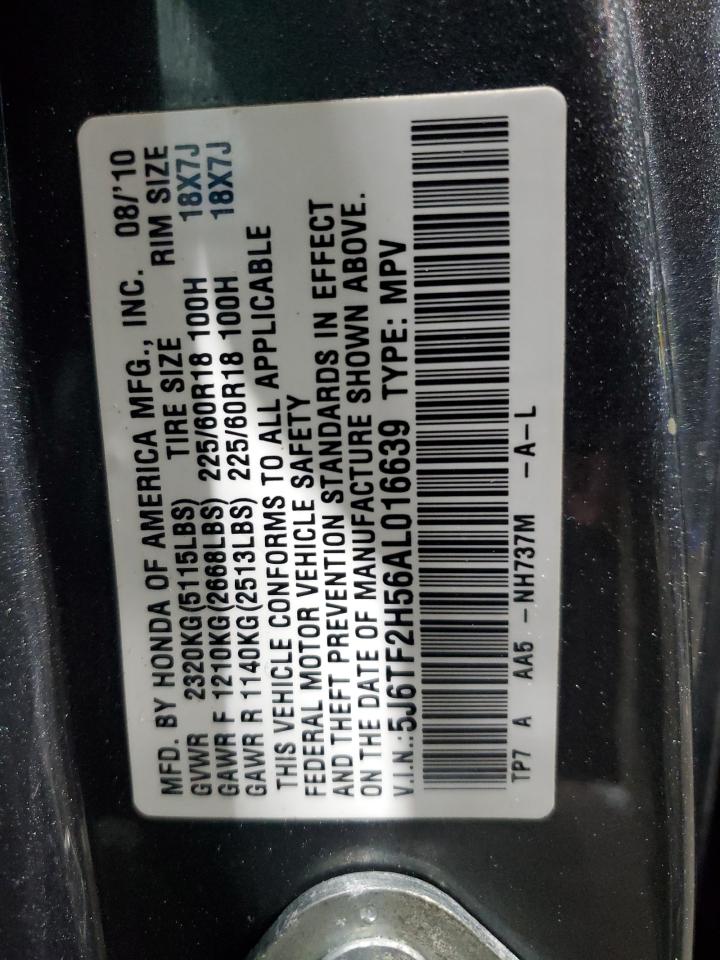 MFD. BY HONDA OF AMERICA MFG., INC. 08/'10
GVWR 2320KG(5115LBS) TIRE SIZE RIM SIZE
GAWR F 1210KG(2668LBS) 225/60R18 100H 18X7J
GAWR R 1140KG(2513LBS) 225/60R18 100H 18X7J
THIS VEHICLE CONFORMS TO ALL APPLICABLE
FEDERAL MOTOR VEHICLE SAFETY
AND THEFT PREVENTION STANDARDS IN EFFECT
ON THE DATE OF MANUFACTURE SHOWN ABOVE.
V.I.N.:5J6TF2H56AL016639 TYPE: MPV
TP7 A AA5 -NH737M -A-L